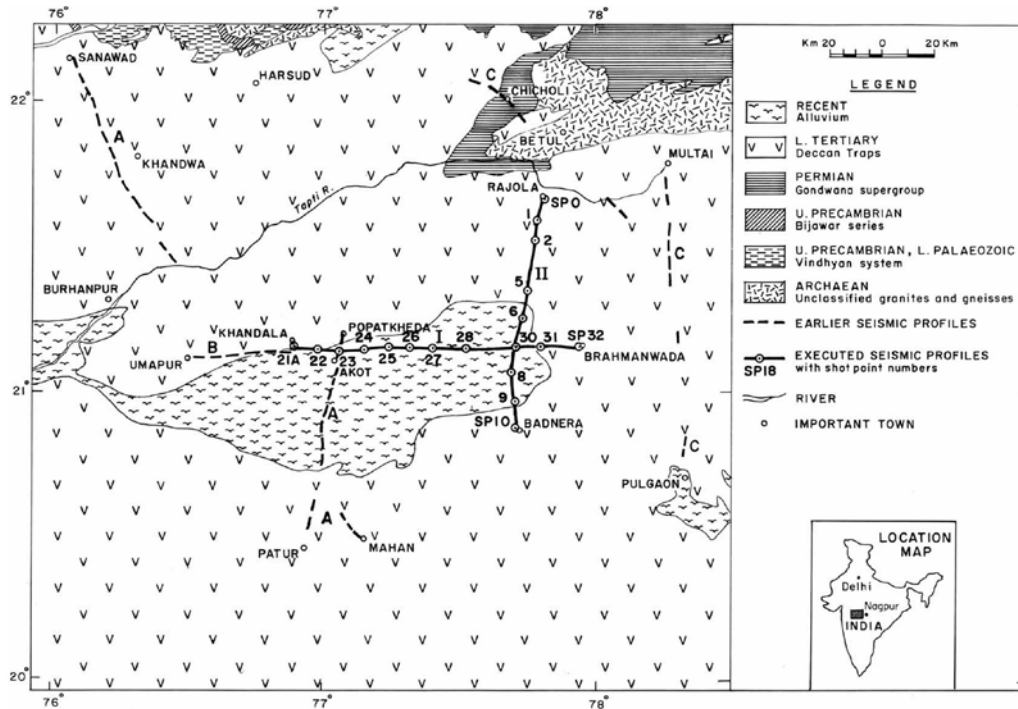 76°
77°
78°
SANAWAD
HARSUD
C
CHICHOLI
22°
A
BETUL
KHANDWA
MULTAI
RAJOLA
SP0
Tapti R.
I
2
C
5
II
BURHANPUR
6
KHANDALA
POPATKHEDA
24
26
I
28
30
31
SP32
I
B
21A
22
23
25
27
UMAPUR
AKOT
BRAHMANWADA
21°
8
A
9
SP10
BADNERA
C
PULGAON
A
PATUR
MAHAN
20°
76°
77°
78°
Km 20 0 20 Km
LEGEND
RECENT
Alluvium
L. TERTIARY
Deccan Traps
PERMIAN
Gondwana supergroup
U. PRECAMBRIAN
Bijawar series
U. PRECAMBRIAN, L. PALAEOZOIC
Vindhyan system
ARCHAEAN
Unclassified granites and gneisses
EARLIER SEISMIC PROFILES
EXECUTED SEISMIC PROFILES
SP18 with shot point numbers
RIVER
IMPORTANT TOWN
LOCATION
MAP
Delhi
Nagpur
INDIA